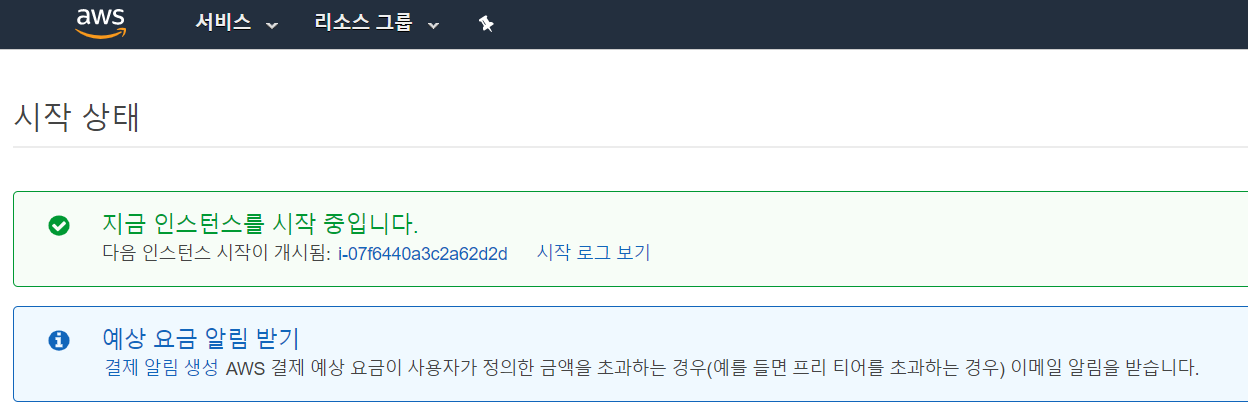 aws 서비스 리소스 그룹
시작 상태
지금 인스턴스를 시작 중입니다.
다음 인스턴스 시작이 개시됨: i-07f6440a3c2a62d2d 시작 로그 보기
예상 요금 알림 받기
결제 알림 생성 AWS 결제 예상 요금이 사용자가 정의한 금액을 초과하는 경우(예를 들면 프리 티어를 초과하는 경우) 이메일 알림을 받습니다.